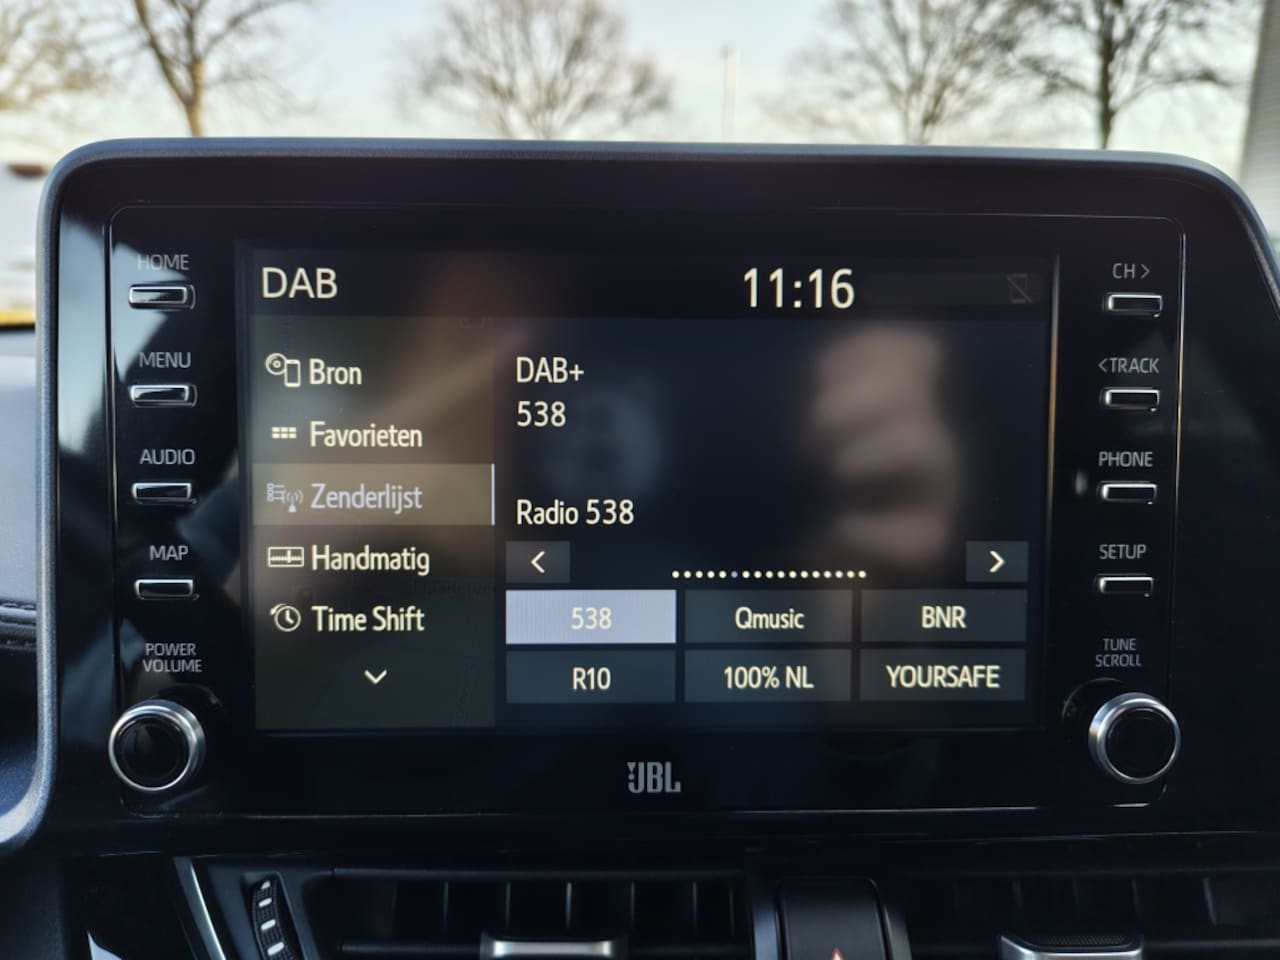 HOME
MENU
AUDIO
MAP
POWER
VOLUME
DAB
11:16
Bron
Favorieten
Zenderlijst
Handmatig
Time Shift
DAB+
538
Radio 538
<
>
538
Qmusic
BNR
R10
100% NL
YOURSAFE
CH >
<TRACK
PHONE
SETUP
TUNE
SCROLL
JBL